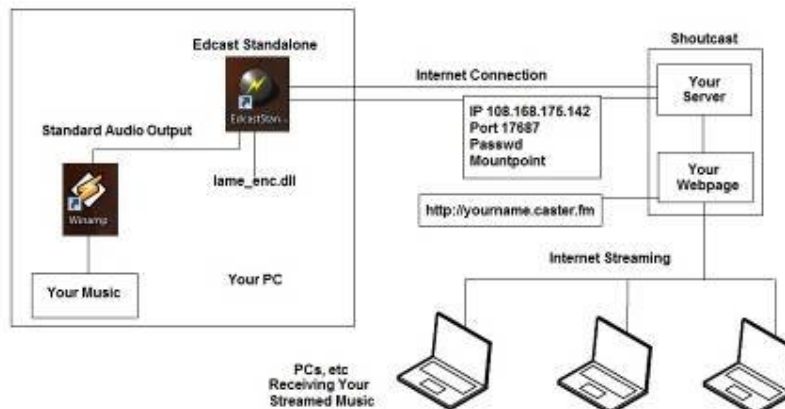 Edcast Standalone
EdcastStan...
Standard Audio Output
Winamp
lame_enc.dll
Your Music
Your PC
Internet Connection
IP 108.168.175.142
Port 17687
Passwd
Mountpoint
http://yourname.caster.fm
Shoutcast
Your
Server
Your
Webpage
Internet Streaming
PCs, etc
Receiving Your
Streamed Music